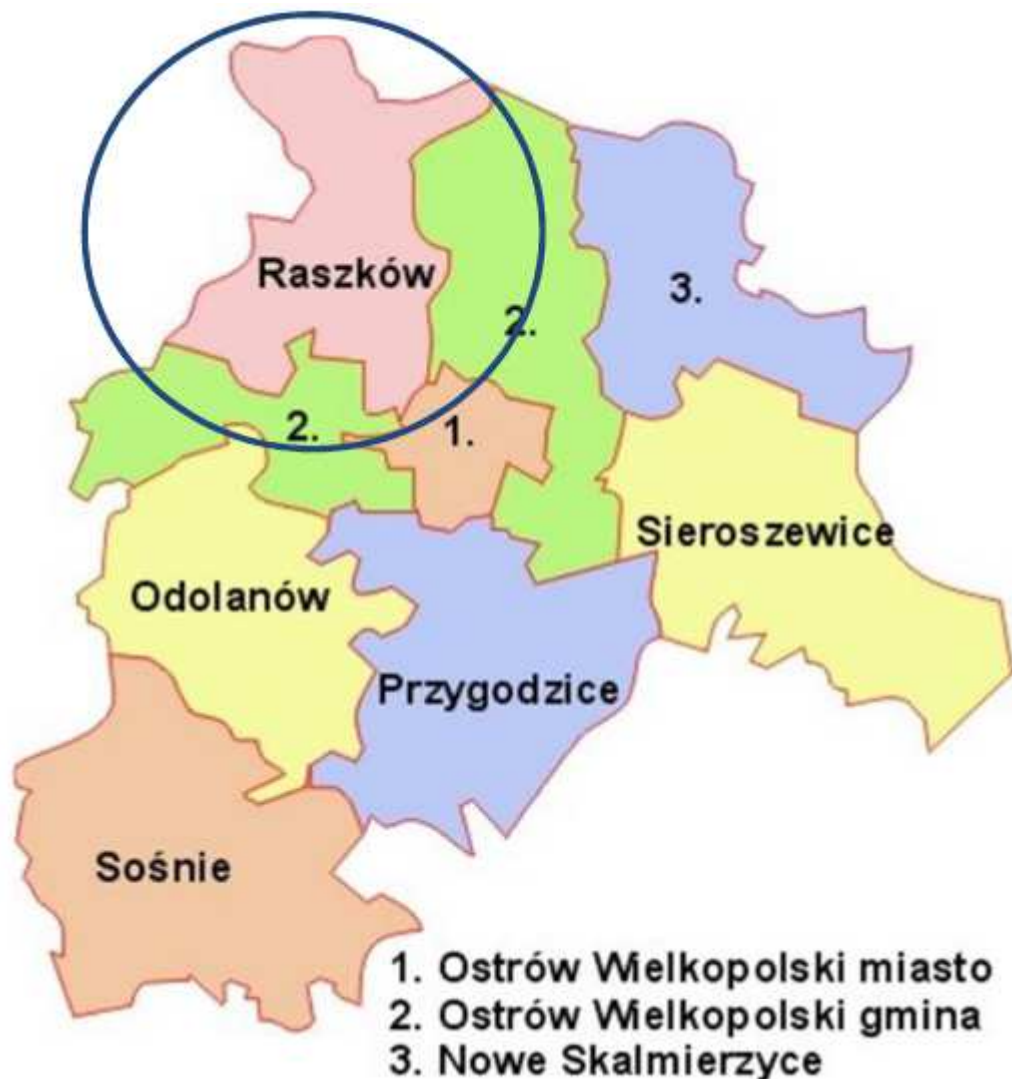 Raszków
3.
2.
2.
1.
Sieroszewice
Odolanów
Przygodzice
Sośnie
1. Ostrów Wielkopolski miasto
2. Ostrów Wielkopolski gmina
3. Nowe Skalmierzyce